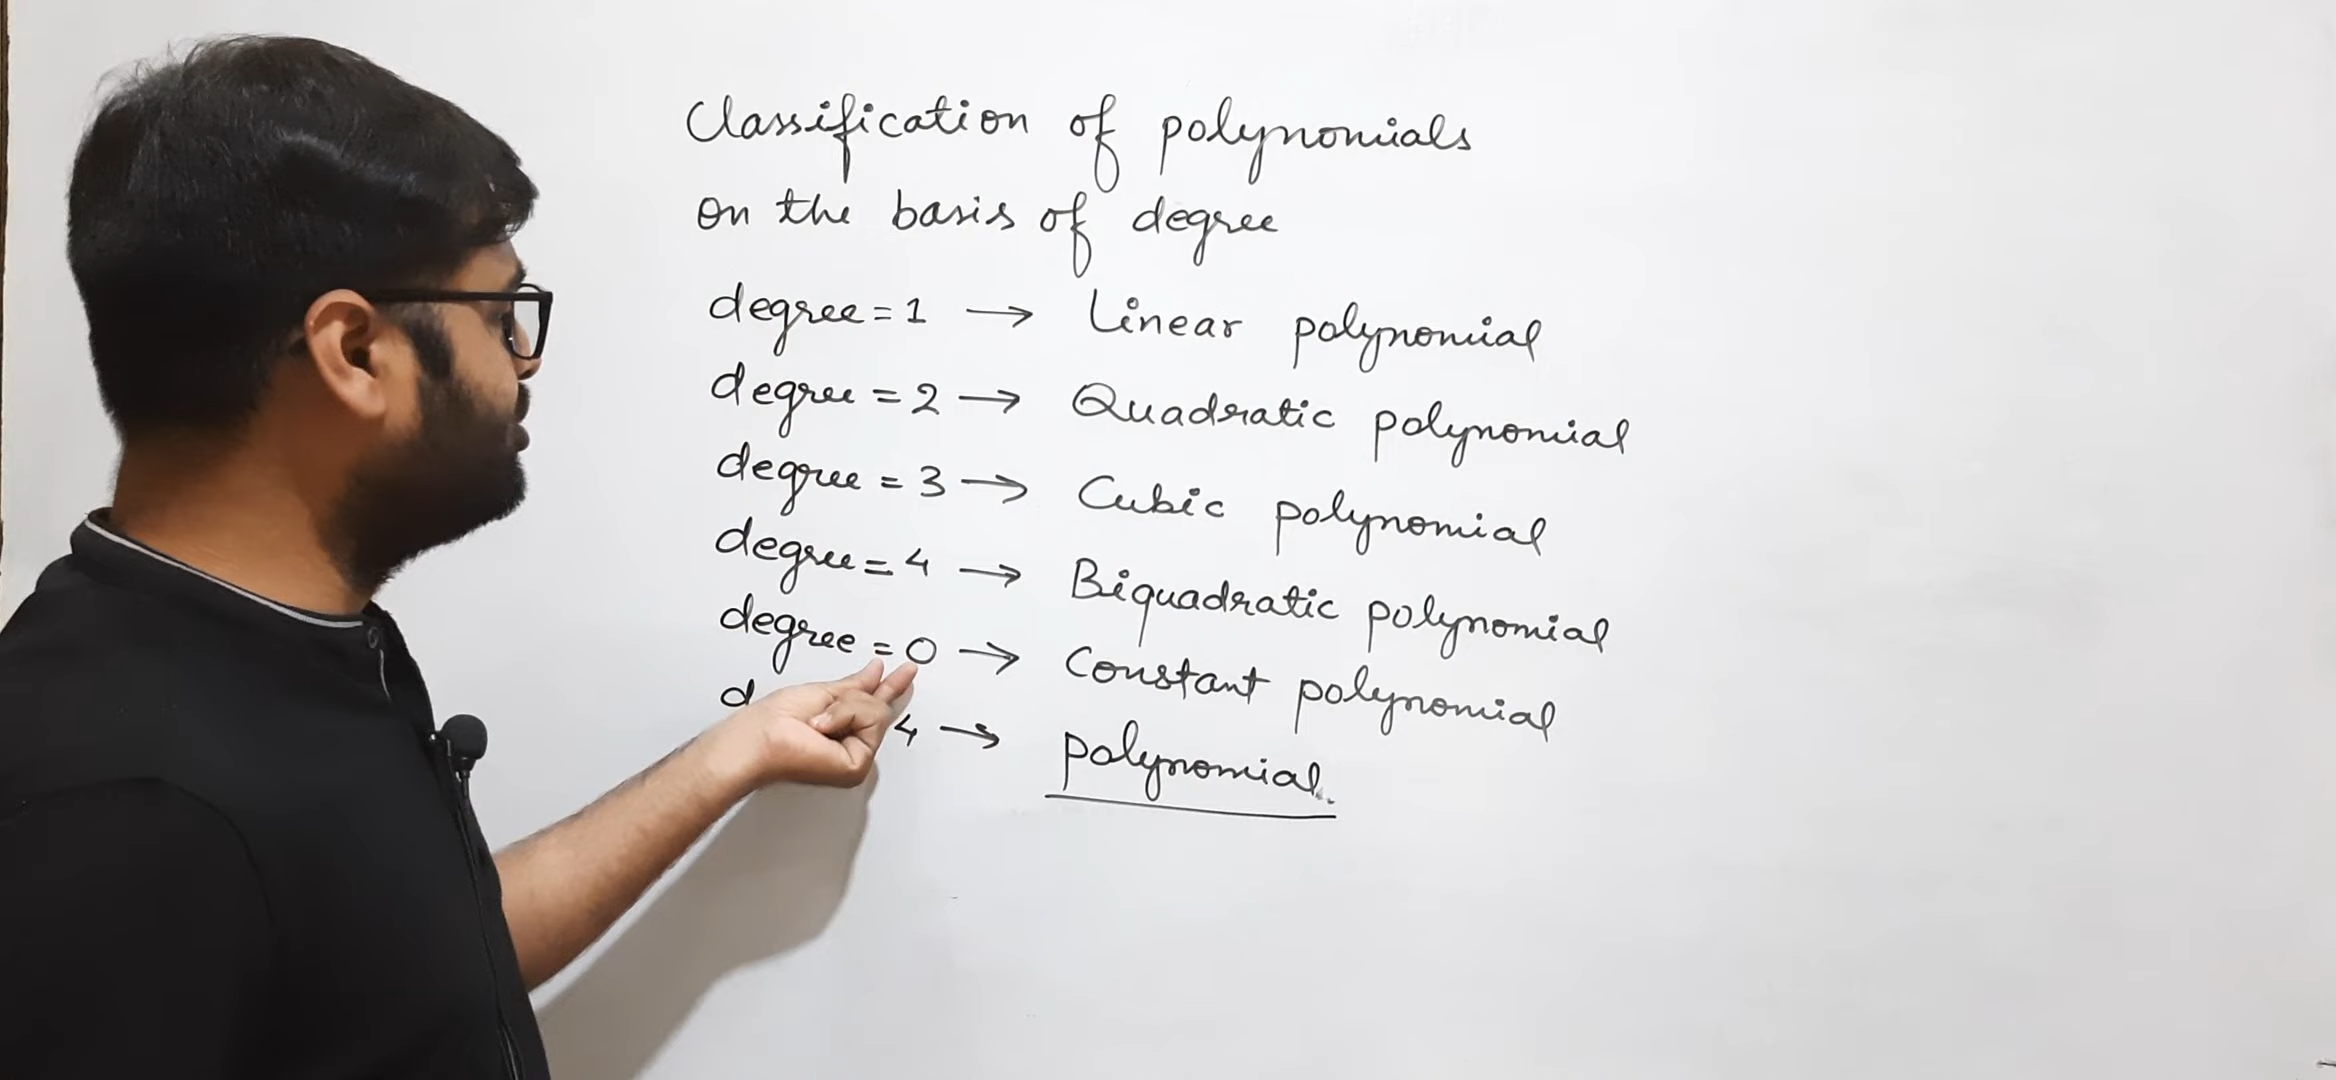 Classification of polynomials
on the basis of degree
degree = 1 → Linear polynomial
degree = 2 → Quadratic polynomial
degree = 3 → Cubic polynomial
degree = 4 → Biquadratic polynomial
degree = 0 → Constant polynomial
4 → polynomial.